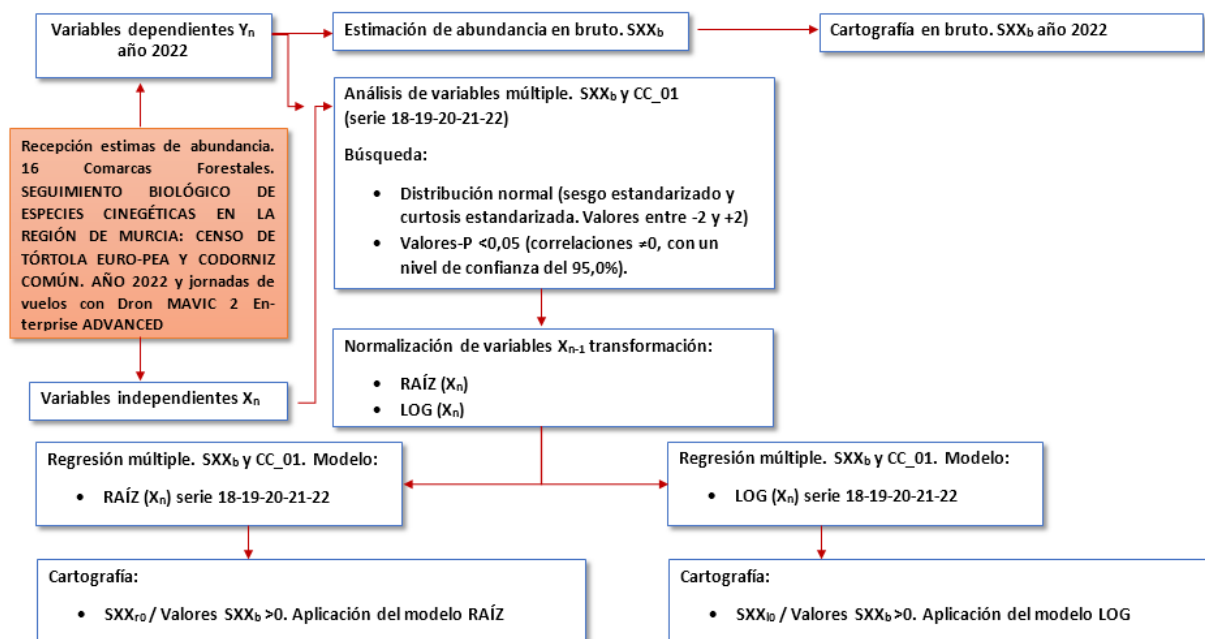 Variables dependientes Yn
año 2022
Estimación de abundancia en bruto. SXXb
Cartografía en bruto. SXXb año 2022
Recepción estimas de abundancia.
16 Comarcas Forestales.
SEGUIMIENTO BIOLÓGICO DE
ESPECIES CINEGÉTICAS EN LA
REGIÓN DE MURCIA: CENSO DE
TÓRTOLA EURO-PEA Y CODORNIZ
COMÚN. AÑO 2022 y jornadas de
vuelos con Dron MAVIC 2 En-
terprise ADVANCED
Variables independientes Xn
Análisis de variables múltiple. SXXb y CC_01
(serie 18-19-20-21-22)
Búsqueda:
• Distribución normal (sesgo estandarizado y
curtosis estandarizada. Valores entre -2 y +2)
• Valores-P <0,05 (correlaciones ≠0, con un
nivel de confianza del 95,0%).
Normalización de variables Xn-1 transformación:
• RAÍZ (Xn)
• LOG (Xn)
Regresión múltiple. SXXb y CC_01. Modelo:
• RAÍZ (Xn) serie 18-19-20-21-22
Regresión múltiple. SXXb y CC_01. Modelo:
• LOG (Xn) serie 18-19-20-21-22
Cartografía:
• SXXr0 / Valores SXXb >0. Aplicación del modelo RAÍZ
Cartografía:
• SXXl0 / Valores SXXb >0. Aplicación del modelo LOG